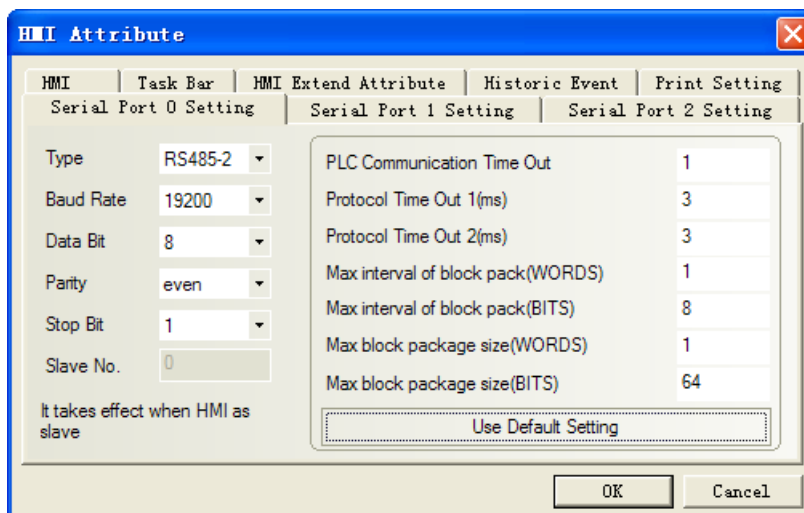 HMI Attribute
HMI Task Bar HMI Extend Attribute Historic Event Print Setting
Serial Port 0 Setting Serial Port 1 Setting Serial Port 2 Setting
Type RS485-2
Baud Rate 19200
Data Bit 8
Parity even
Stop Bit 1
Slave No. 0
It takes effect when HMI as
slave
PLC Communication Time Out 1
Protocol Time Out 1(ms) 3
Protocol Time Out 2(ms) 3
Max interval of block pack(WORDS) 1
Max interval of block pack(BITS) 8
Max block package size(WORDS) 1
Max block package size(BITS) 64
Use Default Setting
OK Cancel